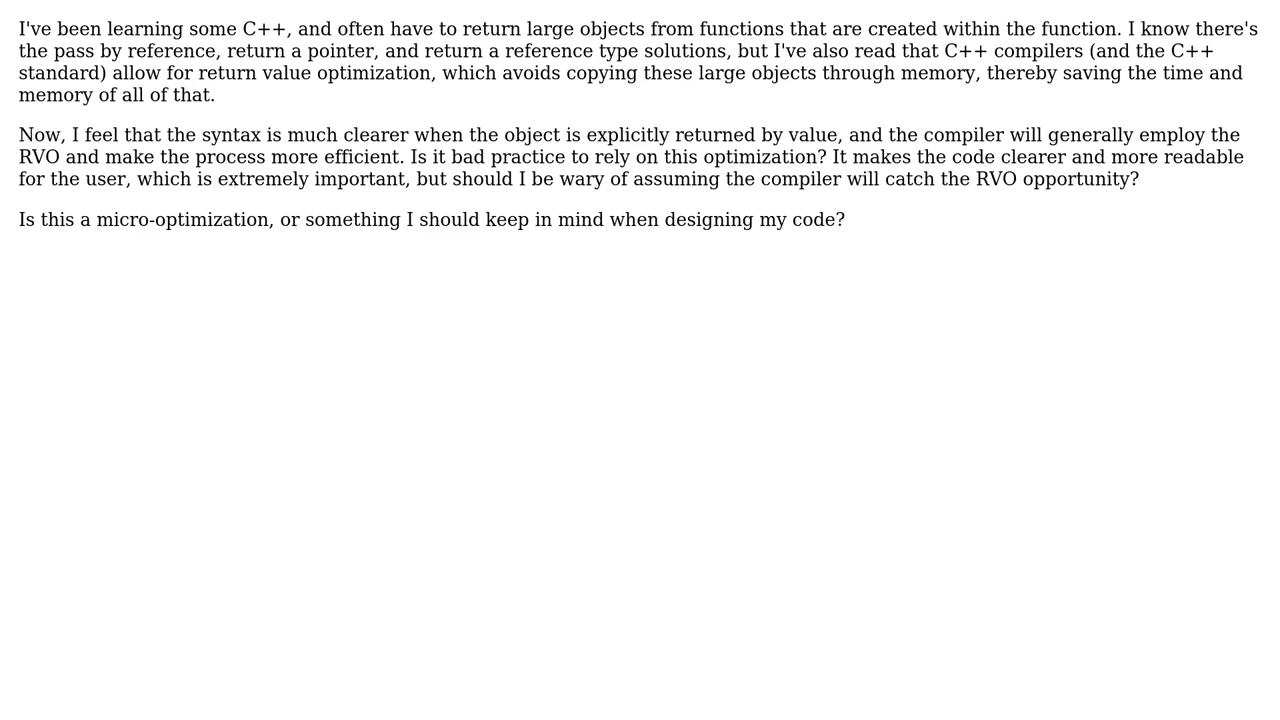 I've been learning some C++, and often have to return large objects from functions that are created within the function. I know there's
the pass by reference, return a pointer, and return a reference type solutions, but I've also read that C++ compilers (and the C++
standard) allow for return value optimization, which avoids copying these large objects through memory, thereby saving the time and
memory of all of that.
Now, I feel that the syntax is much clearer when the object is explicitly returned by value, and the compiler will generally employ the
RVO and make the process more efficient. Is it bad practice to rely on this optimization? It makes the code clearer and more readable
for the user, which is extremely important, but should I be wary of assuming the compiler will catch the RVO opportunity?
Is this a micro-optimization, or something I should keep in mind when designing my code?